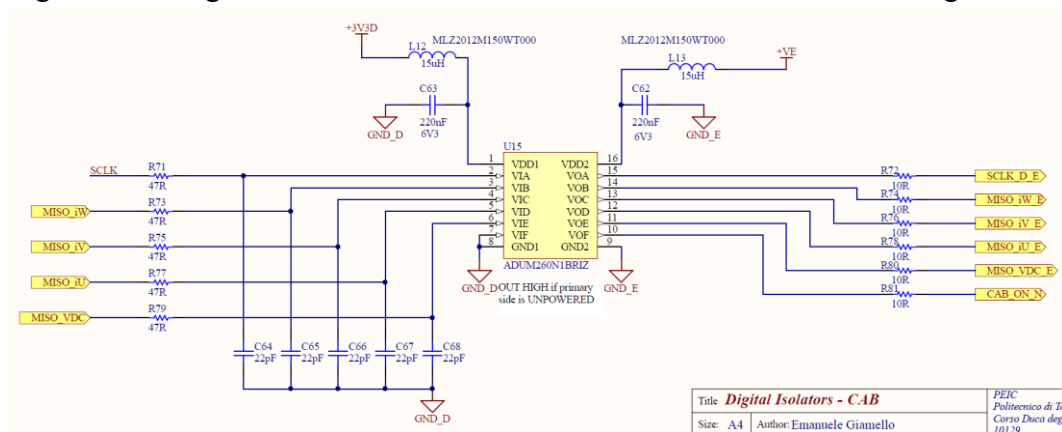 +3V3D
L12
MLZ2012M150WT000
15uH
C63
220nF
6V3
GND_D
MLZ2012M150WT000
L13
15uH
+VE
C62
220nF
6V3
GND_E
U15
1 VDD1 VDD2 16
2 VIA VOA 15
3 VIB VOB 14
4 VIC VOC 13
5 VID VOD 12
6 VIE VOE 11
7 VIF VOF 10
8 GND1 GND2 9
ADUM260N1BRIZ
GND_D
GND_E
OUT HIGH if primary
side is UNPOWERED
SCLK
R71
47R
MISO_iW
R73
47R
MISO_iV
R75
47R
MISO_iU
R77
47R
MISO_VDC
R79
47R
R72
10R
SCLK_D_E
R74
10R
MISO_iW_E
R76
10R
MISO_iV_E
R78
10R
MISO_iU_E
R80
10R
MISO_VDC_E
R81
10R
CAB_ON_N
C64
22pF
C65
22pF
C66
22pF
C67
22pF
C68
22pF
GND_D
Title Digital Isolators - CAB
Size: A4 Author: Emanuele Giamello
PEIC
Politecnico di
Corso Duca
10129